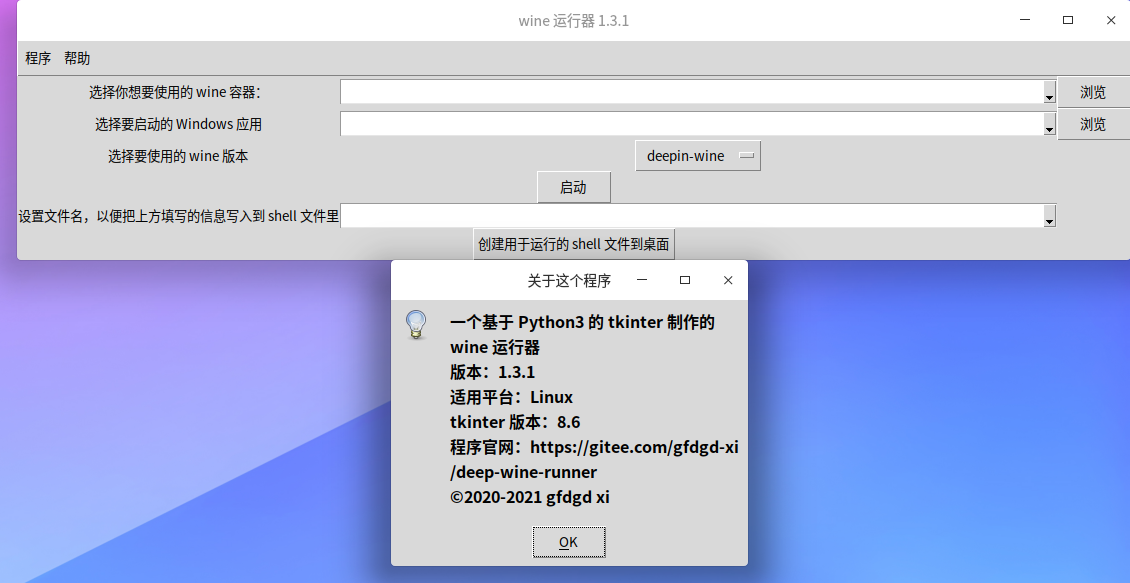 wine 运行器 1.3.1
程序 帮助
选择你想要使用的 wine 容器： 浏览
选择要启动的 Windows 应用 浏览
选择要使用的 wine 版本 deepin-wine
启动
设置文件名，以便把上方填写的信息写入到 shell 文件里
创建用于运行的 shell 文件到桌面
关于这个程序
一个基于 Python3 的 tkinter 制作的
wine 运行器
版本：1.3.1
适用平台：Linux
tkinter 版本：8.6
程序官网：https://gitee.com/gfdgd-xi
/deep-wine-runner
©2020-2021 gfdgd xi
OK